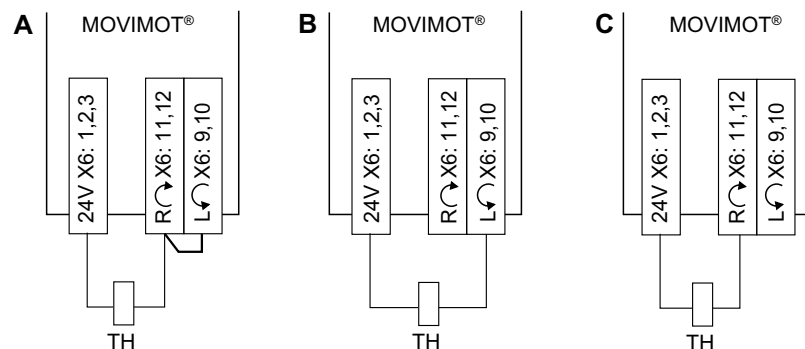 A MOVIMOT®
24V X6: 1,2,3
R X6: 11,12
L X6: 9,10
TH
B MOVIMOT®
24V X6: 1,2,3
R X6: 11,12
L X6: 9,10
TH
C MOVIMOT®
24V X6: 1,2,3
R X6: 11,12
L X6: 9,10
TH